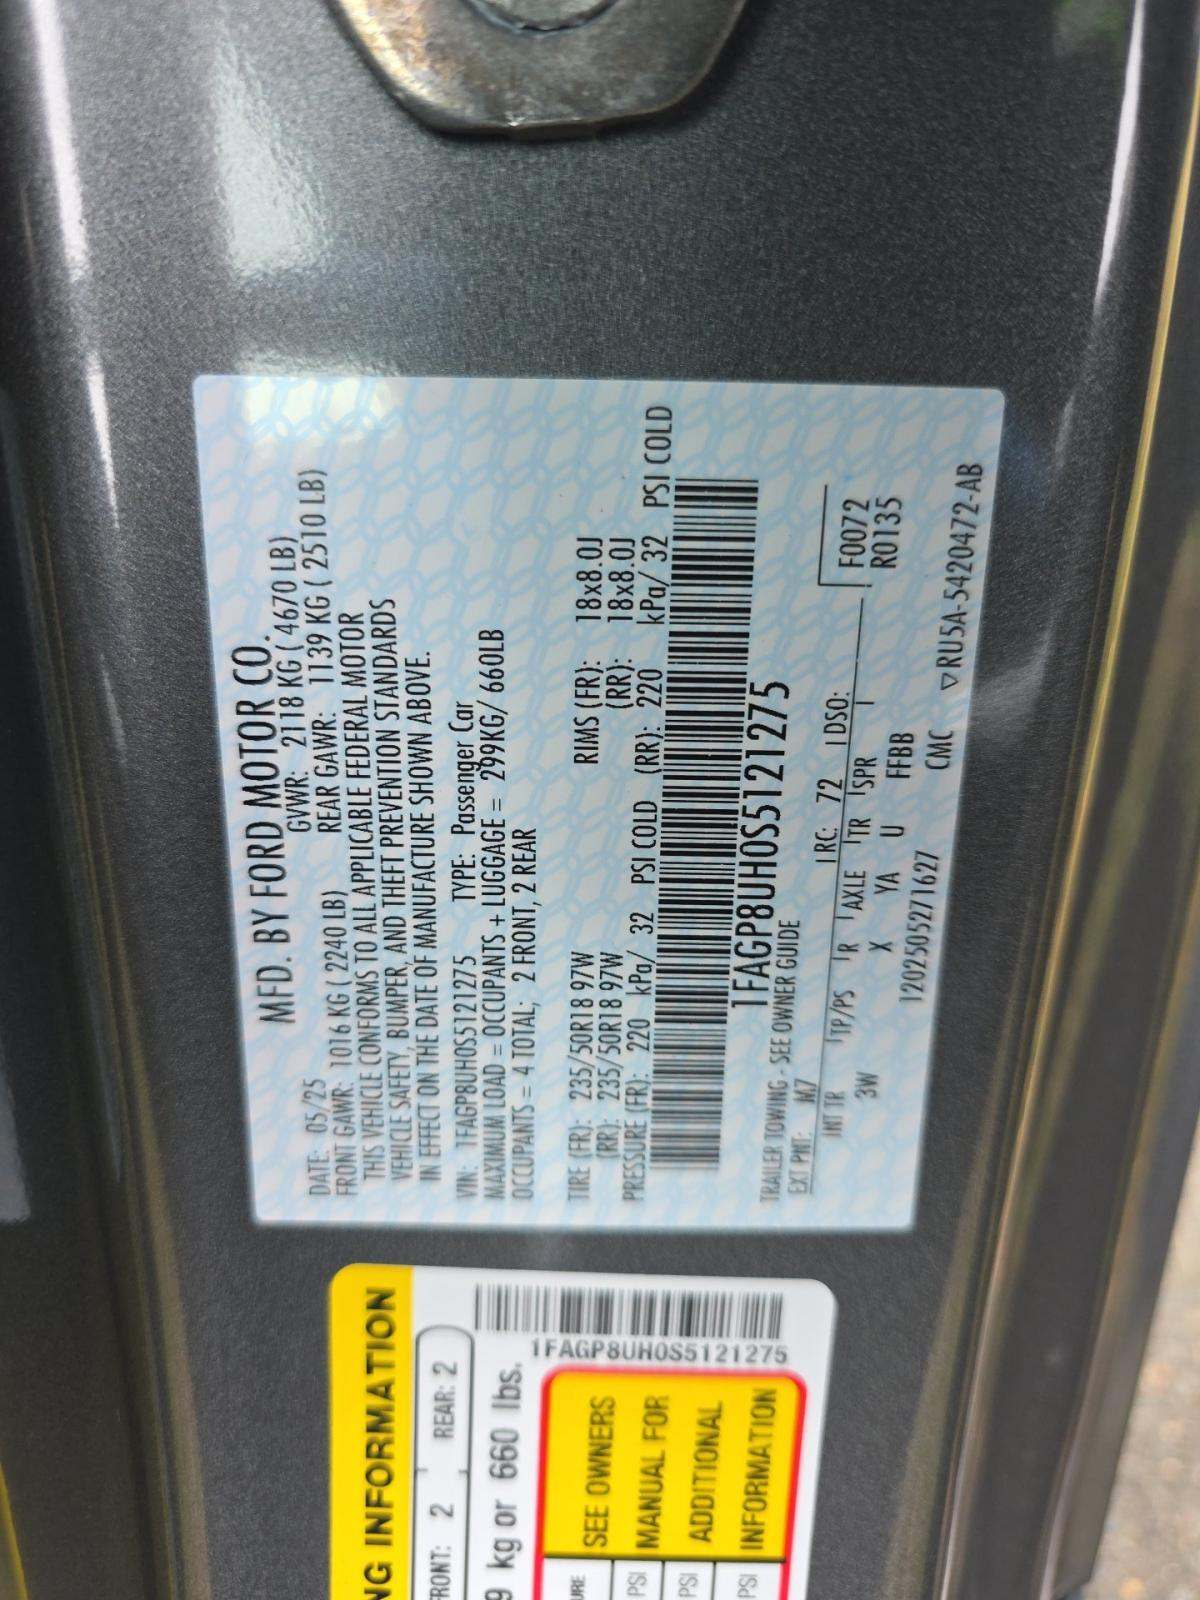 MFD. BY FORD MOTOR CO.
DATE: 05/25 GVWR: 2118 KG ( 4670 LB)
FRONT GAWR: 1016 KG ( 2240 LB) REAR GAWR: 1139 KG ( 2510 LB)
THIS VEHICLE CONFORMS TO ALL APPLICABLE FEDERAL MOTOR
VEHICLE SAFETY, BUMPER, AND THEFT PREVENTION STANDARDS
IN EFFECT ON THE DATE OF MANUFACTURE SHOWN ABOVE.
VIN: 1FAGP8UH0S5121275 TYPE: Passenger Car
MAXIMUM LOAD = OCCUPANTS + LUGGAGE = 299KG/ 660LB
OCCUPANTS = 4 TOTAL; 2 FRONT, 2 REAR
TIRE (FR): 235/50R18 97W RIMS (FR): 18x8.0J
(RR): 235/50R18 97W (RR): 18x8.0J
PRESSURE (FR): 220 kPa/ 32 PSI COLD (RR): 220 kPa/ 32 PSI COLD
1FAGP8UH0S5121275
TRAILER TOWING - SEE OWNER GUIDE
EXT PNT: M7 RC: 72 DSO:
INT TR TP/PS R AXLE TR SPR
3W X YA U FFBB
F0072
R0135
1202505271627 CMC ▽RU5A-5420472-AB
NG INFORMATION
FRONT: 2 REAR: 2
9 kg or 660 lbs.
1FAGP8UH0S5121275
URE
PSI
PSI
PSI
SEE OWNERS
MANUAL FOR
ADDITIONAL
INFORMATION